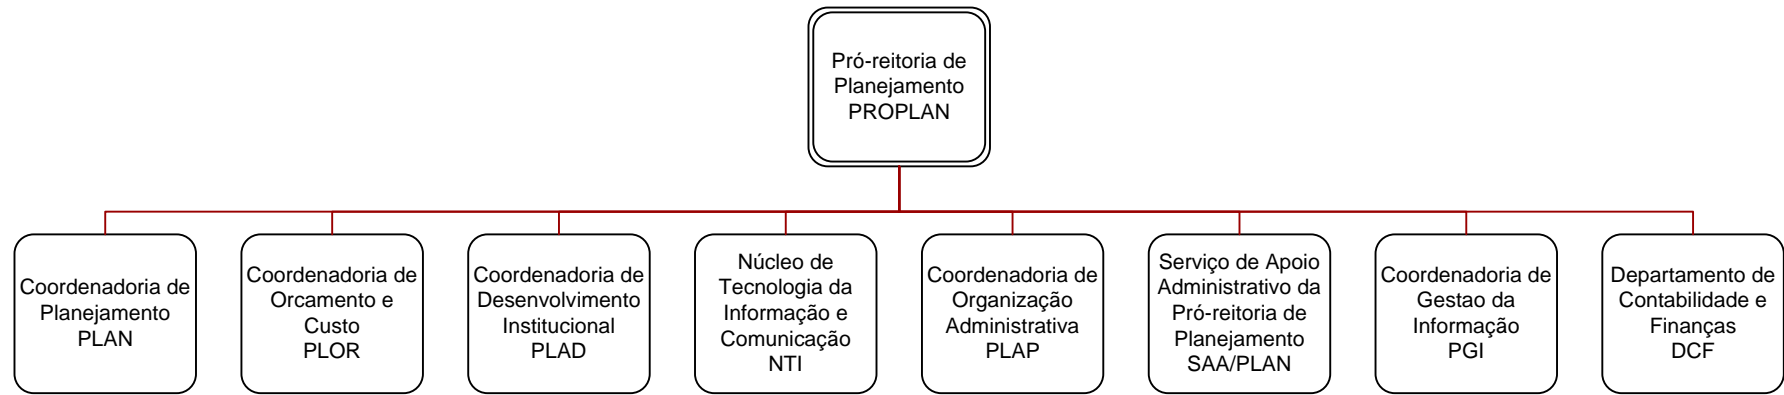 Pró-reitoria de
Planejamento
PROPLAN
Coordenadoria de
Planejamento
PLAN
Coordenadoria de
Orcamento e
Custo
PLOR
Coordenadoria de
Desenvolvimento
Institucional
PLAD
Núcleo de
Tecnologia da
Informação e
Comunicação
NTI
Coordenadoria de
Organização
Administrativa
PLAP
Serviço de Apoio
Administrativo da
Pró-reitoria de
Planejamento
SAA/PLAN
Coordenadoria de
Gestao da
Informação
PGI
Departamento de
Contabilidade e
Finanças
DCF